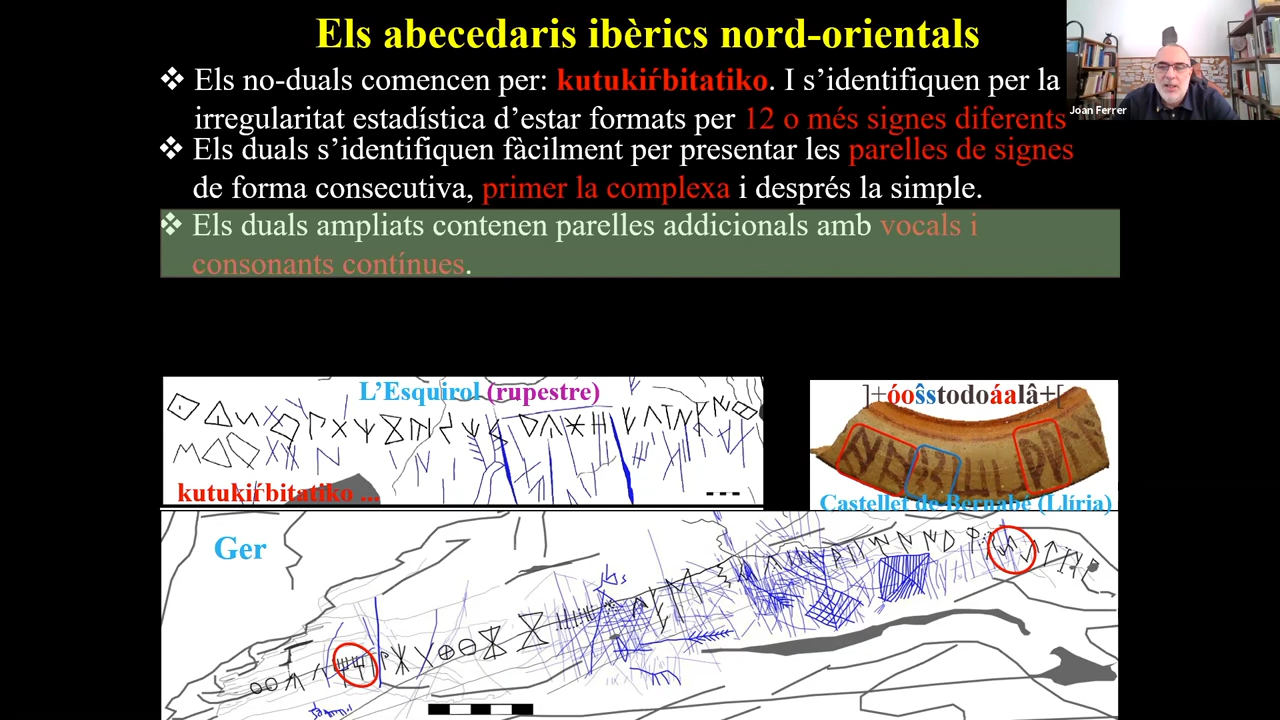 Els abecedaris ibèrics nord-orientals
❖ Els no-duals comencen per: kutukiŕbitatiko. I s’identifiquen per la
irregularitat estadística d’estar formats per 12 o més signes diferents
Joan Ferrer
❖ Els duals s’identifiquen fàcilment per presentar les parelles de signes
de forma consecutiva, primer la complexa i després la simple.
❖ Els duals ampliats contenen parelles addicionals amb vocals i
consonants contínues.
L’Esquirol (rupestre)
kutukiŕbitatiko ...
]+óoŝstodoáalâ+[
Castellet de Bernabé (Llíria)
Ger